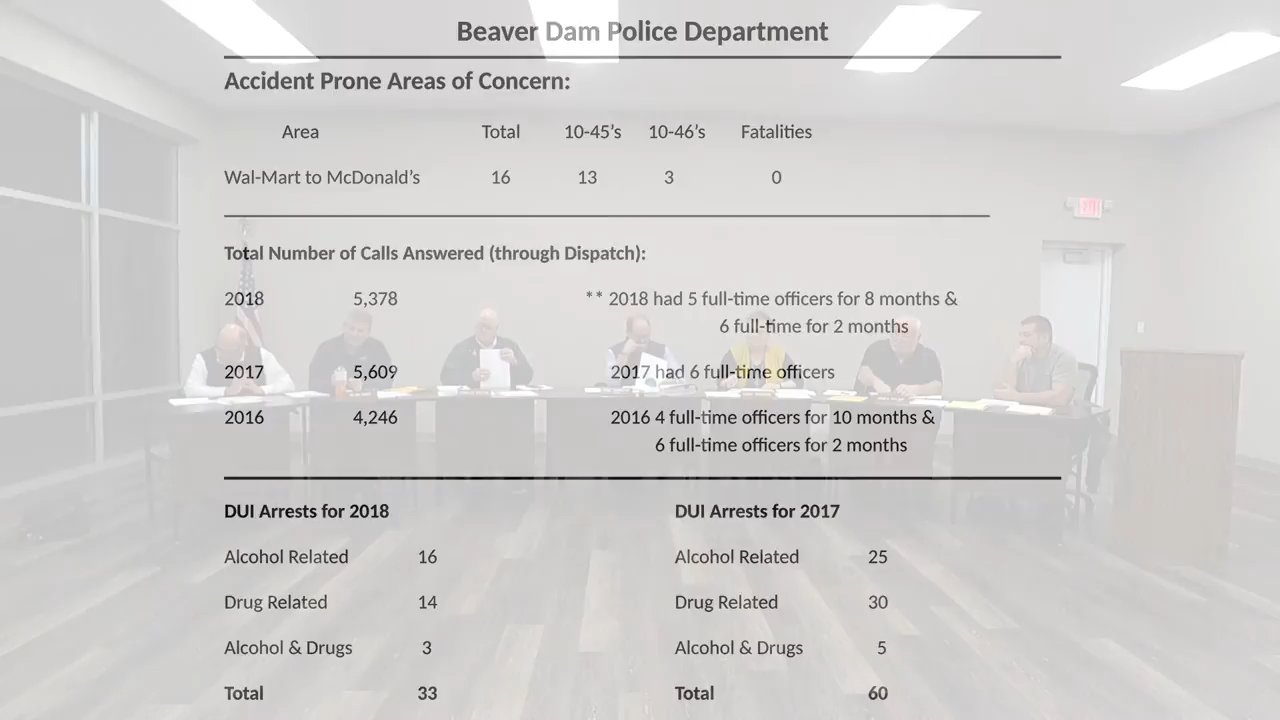 Beaver Dam Police Department
Accident Prone Areas of Concern:
Area Total 10-45’s 10-46’s Fatalities
Wal-Mart to McDonald’s 16 13 3 0
Total Number of Calls Answered (through Dispatch):
2018 5,378 ** 2018 had 5 full-time officers for 8 months &
6 full-time for 2 months
2017 5,609 2017 had 6 full-time officers
2016 4,246 2016 4 full-time officers for 10 months &
6 full-time officers for 2 months
DUI Arrests for 2018 DUI Arrests for 2017
Alcohol Related 16 Alcohol Related 25
Drug Related 14 Drug Related 30
Alcohol & Drugs 3 Alcohol & Drugs 5
Total 33 Total 60